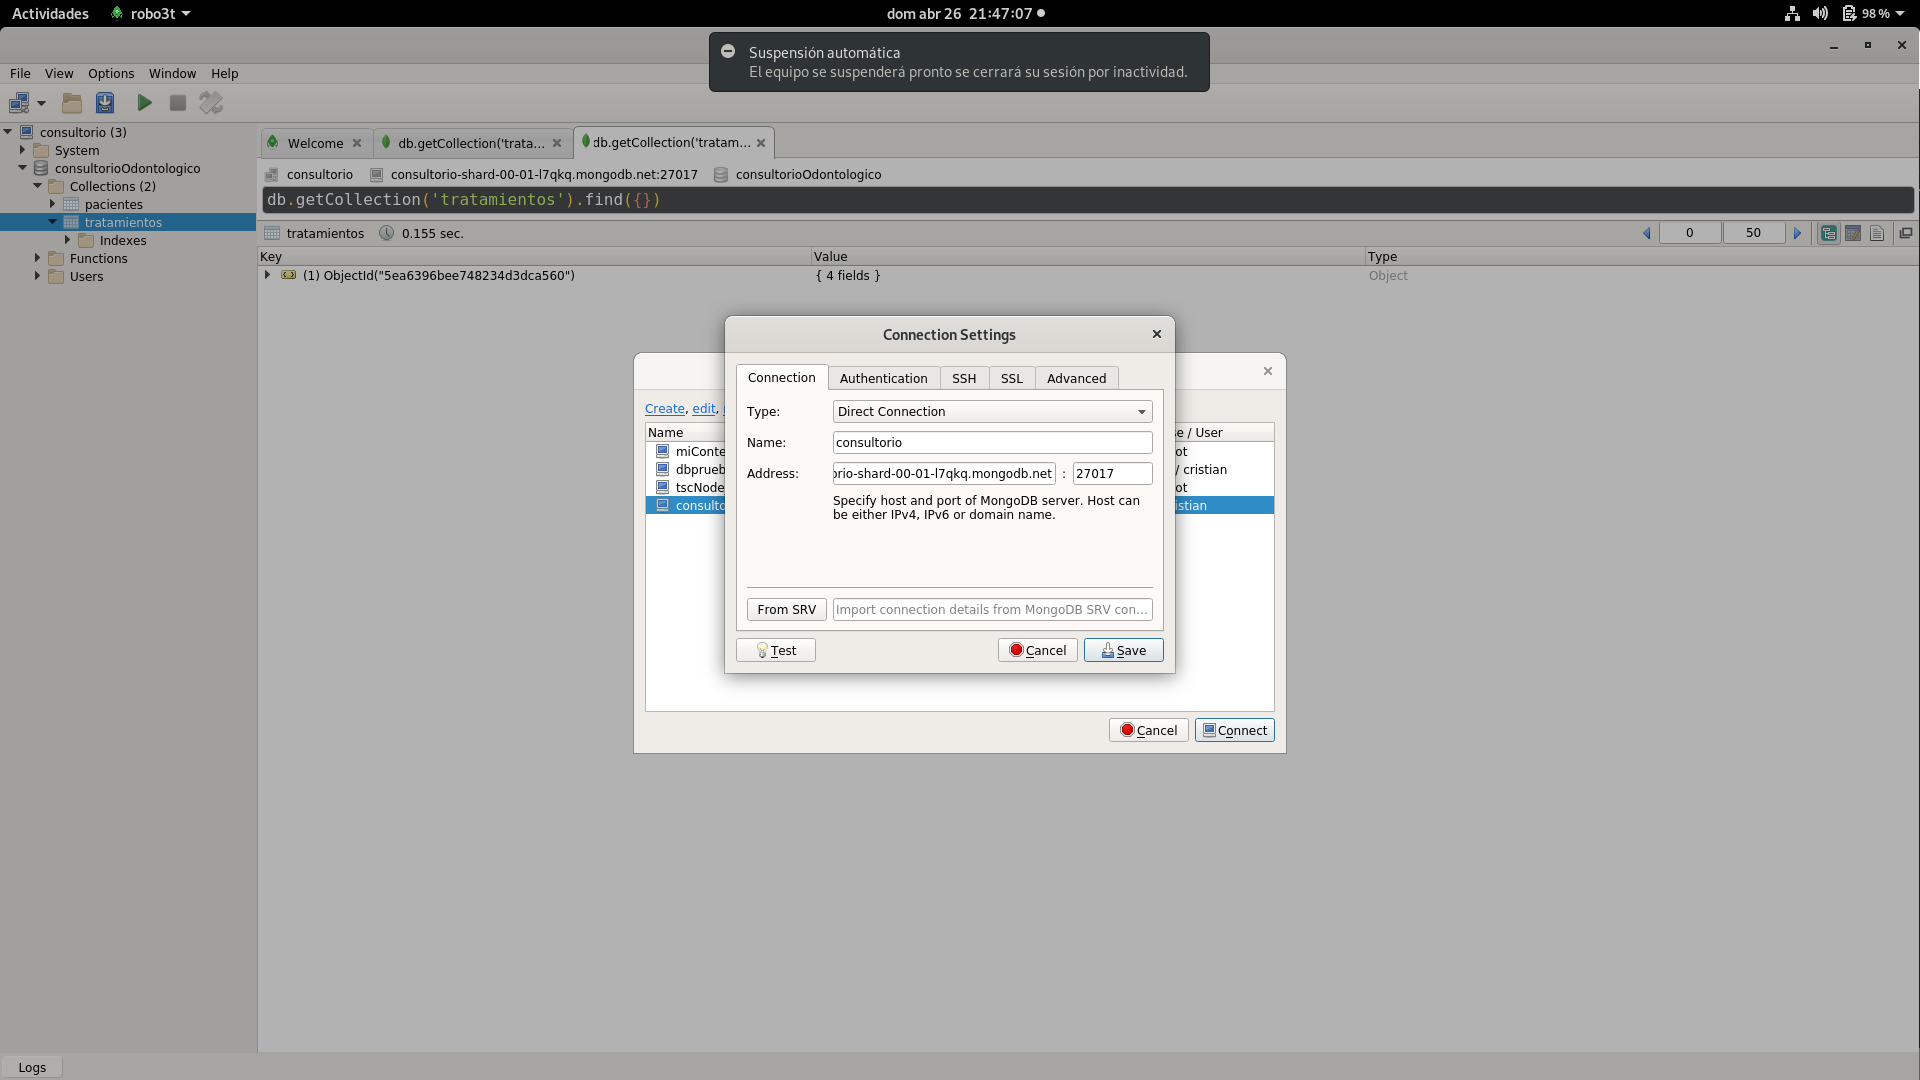 Actividades robo3t dom abr 26 21:47:07 98 %
Suspensión automática
El equipo se suspenderá pronto se cerrará su sesión por inactividad.
File View Options Window Help
consultorio (3)
System
consultorioOdontologico
Collections (2)
pacientes
tratamientos
Indexes
Functions
Users
Welcome db.getCollection('trata... db.getCollection('tratam...
consultorio consultorio-shard-00-01-l7qkq.mongodb.net:27017 consultorioOdontologico
db.getCollection('tratamientos').find({})
tratamientos 0.155 sec. 0 50
Key Value Type
(1) ObjectId("5ea6396bee748234d3dca560") { 4 fields } Object
Connection Settings
Connection Authentication SSH SSL Advanced
Type: Direct Connection
Name: consultorio
Address: orio-shard-00-01-l7qkq.mongodb.net : 27017
Specify host and port of MongoDB server. Host can
be either IPv4, IPv6 or domain name.
From SRV Import connection details from MongoDB SRV con...
Test Cancel Save
Create, edit,
Name se / User
miConte ot
dbprueb / cristian
tscNode ot
consulto istian
Cancel Connect
Logs